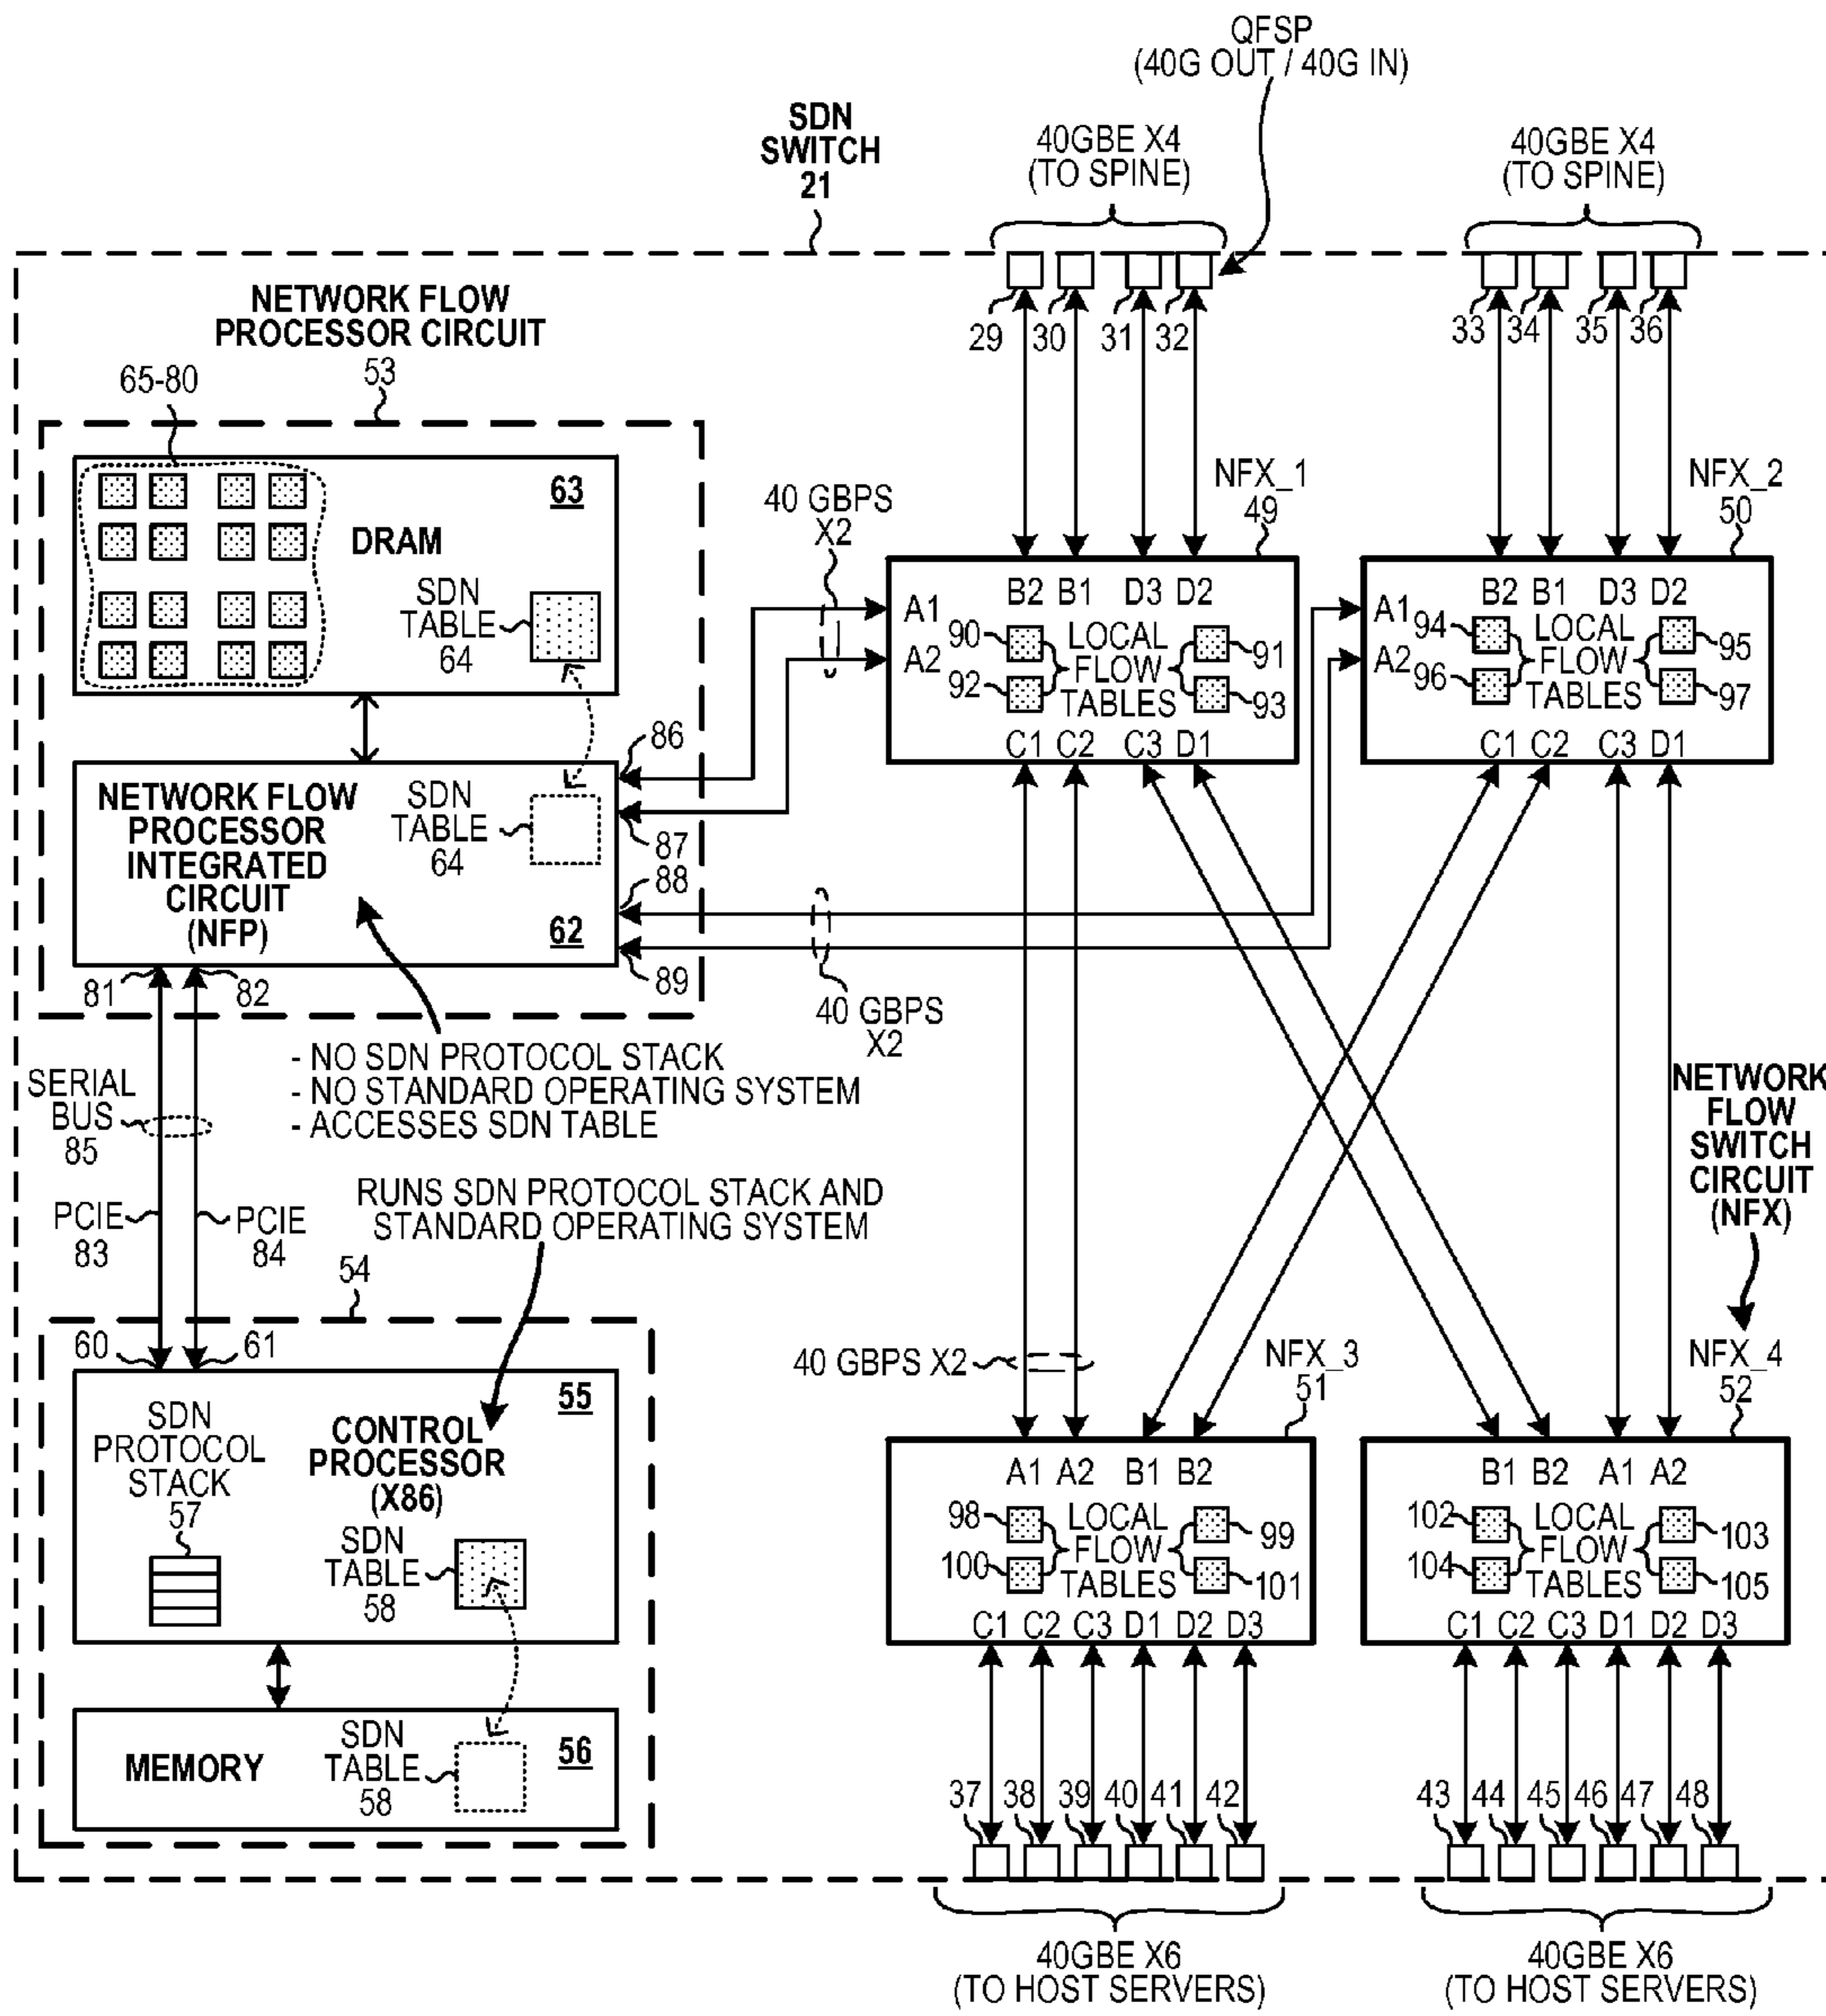 QFSP
(40G OUT / 40G IN)
SDN
SWITCH
21
40GBE X4
(TO SPINE)
40GBE X4
(TO SPINE)
29
30
31
32
33
34
35
36
NETWORK FLOW
PROCESSOR CIRCUIT
53
65-80
63
DRAM
SDN
TABLE
64
40 GBPS
X2
NFX_1
49
NFX_2
50
A1
A2
B2 B1 D3 D2
90
92
LOCAL
FLOW
TABLES
91
93
C1 C2 C3 D1
A1
A2
B2 B1 D3 D2
94
96
LOCAL
FLOW
TABLES
95
97
C1 C2 C3 D1
86
87
88
89
NETWORK FLOW
PROCESSOR
INTEGRATED
CIRCUIT
(NFP)
SDN
TABLE
64
62
81
82
40 GBPS
X2
- NO SDN PROTOCOL STACK
- NO STANDARD OPERATING SYSTEM
- ACCESSES SDN TABLE
SERIAL
BUS
85
PCIE
83
PCIE
84
RUNS SDN PROTOCOL STACK AND
STANDARD OPERATING SYSTEM
NETWORK
FLOW
SWITCH
CIRCUIT
(NFX)
54
60
61
55
SDN
PROTOCOL
STACK
57
CONTROL
PROCESSOR
(X86)
SDN
TABLE
58
MEMORY
SDN
TABLE
58
56
40 GBPS X2
NFX_3
51
NFX_4
52
A1 A2 B1 B2
98
100
LOCAL
FLOW
TABLES
99
101
C1 C2 C3 D1 D2 D3
B1 B2 A1 A2
102
104
LOCAL
FLOW
TABLES
103
105
C1 C2 C3 D1 D2 D3
37
38
39
40
41
42
43
44
45
46
47
48
40GBE X6
(TO HOST SERVERS)
40GBE X6
(TO HOST SERVERS)